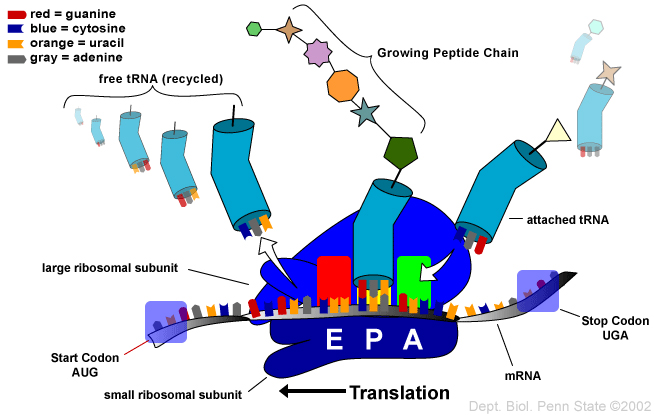 red = guanine
blue = cytosine
orange = uracil
gray = adenine
free tRNA (recycled)
Growing Peptide Chain
attached tRNA
large ribosomal subunit
E P A
Start Codon
AUG
Stop Codon
UGA
mRNA
small ribosomal subunit
Translation
Dept. Biol. Penn State ©2002